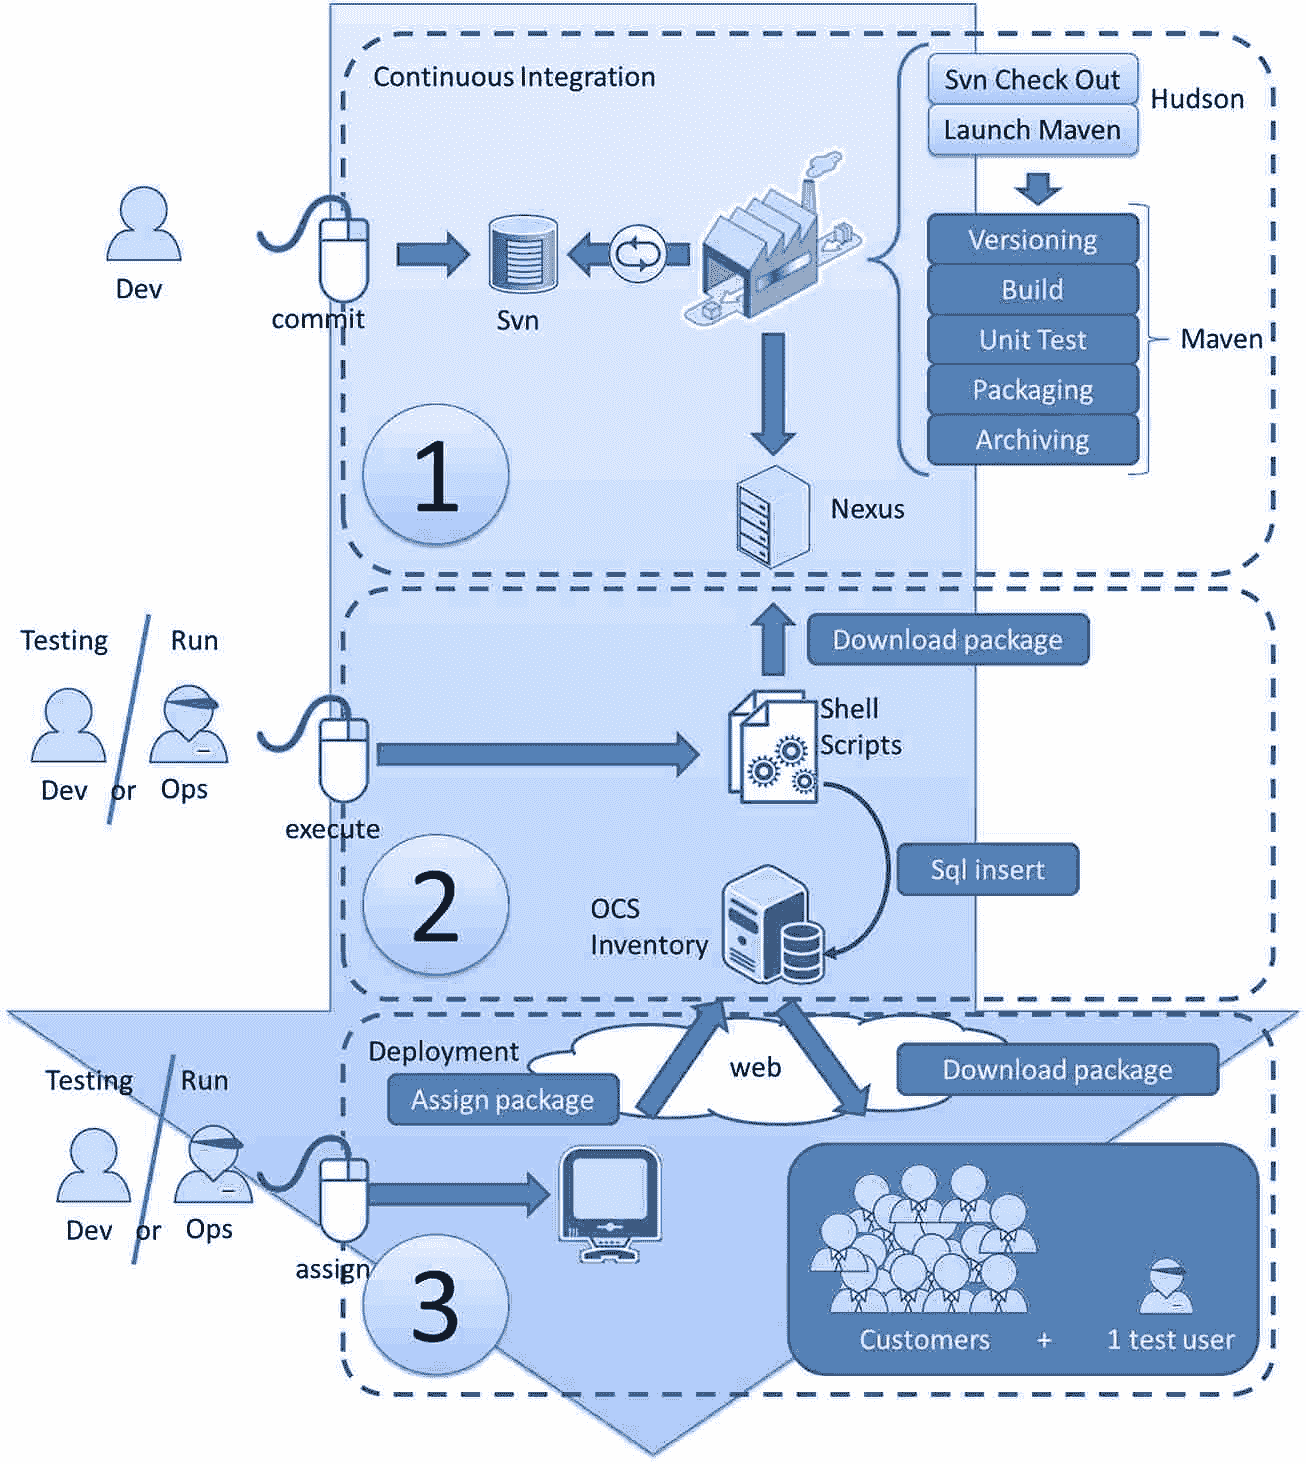 Continuous Integration
Svn Check Out
Launch Maven
Hudson
Versioning
Build
Unit Test
Packaging
Archiving
Maven
Dev
commit
Svn
1
Nexus
Testing
Run
Dev or Ops
execute
Download package
Shell
Scripts
Sql insert
2
OCS
Inventory
Deployment
Testing
Run
Dev or Ops
assign
Assign package
web
Download package
3
Customers + 1 test user